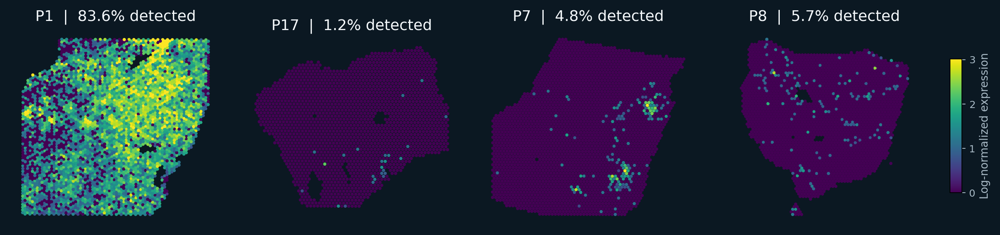 P1 | 83.6% detected
P17 | 1.2% detected
P7 | 4.8% detected
P8 | 5.7% detected
3
2
1
0
Log-normalized expression